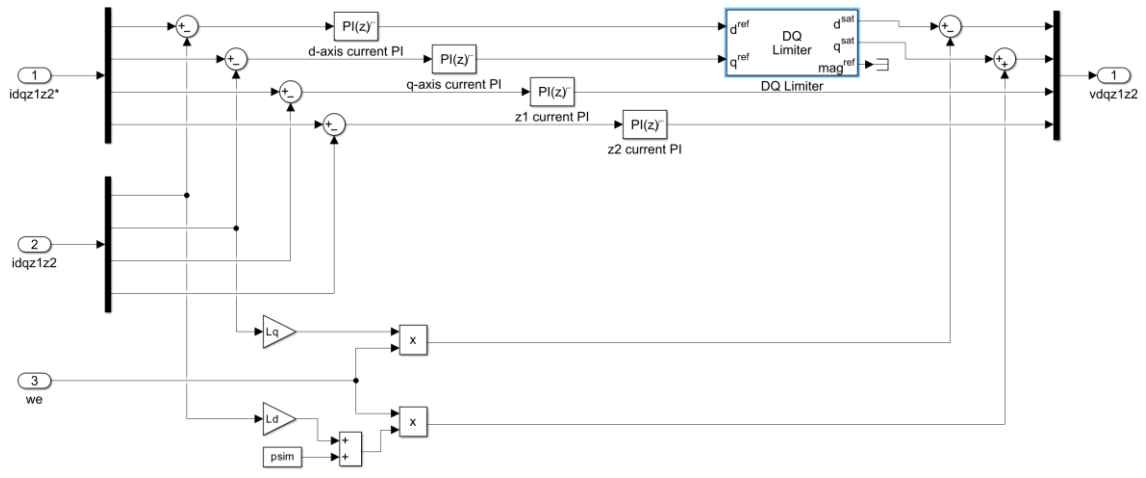 1
idqz1z2*
PI(z)
d-axis current PI
PI(z)
q-axis current PI
PI(z)
z1 current PI
PI(z)
z2 current PI
d^ref
q^ref
DQ
Limiter
d^sat
q^sat
mag^ref
DQ Limiter
1
vdqz1z2
2
idqz1z2
Lq
x
3
we
Ld
x
psim
+
+